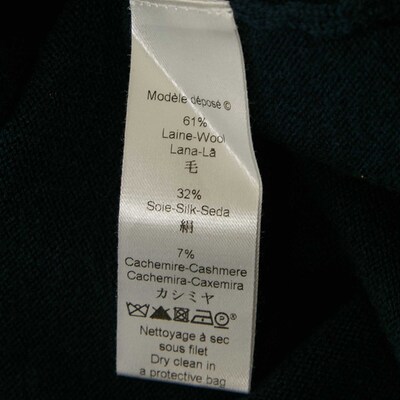 Modèle déposé ©
61%
Laine-Wool
Lana-Lã
毛
32%
Soie-Silk-Seda
絹
7%
Cachemire-Cashmere
Cachemira-Caxemira
カシミヤ
P®
Nettoyage à sec
sous filet
Dry clean in
a protective bag